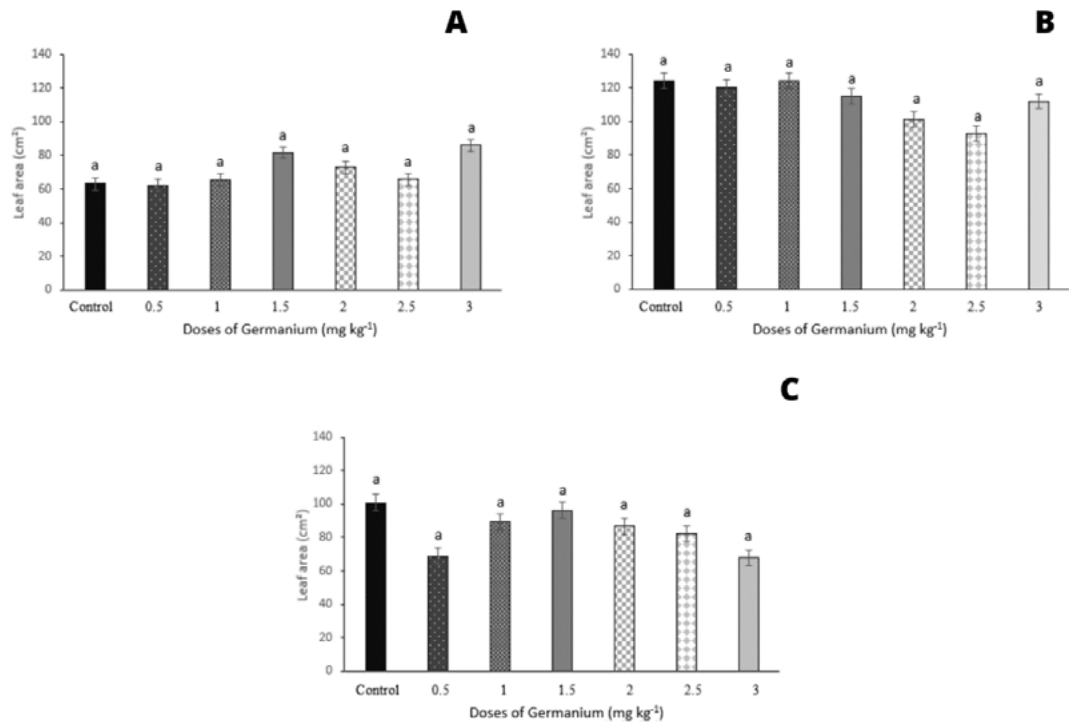 A
140
120
100
80
60
40
20
0
Leaf area (cm²)
a a a a a a a
Control 0.5 1 1.5 2 2.5 3
Doses of Germanium (mg kg⁻¹)
B
140
120
100
80
60
40
20
0
Leaf area (cm²)
a a a a a a a
Control 0.5 1 1.5 2 2.5 3
Doses of Germanium (mg kg⁻¹)
C
140
120
100
80
60
40
20
0
Leaf area (cm²)
a a a a a a a
Control 0.5 1 1.5 2 2.5 3
Doses of Germanium (mg kg⁻¹)